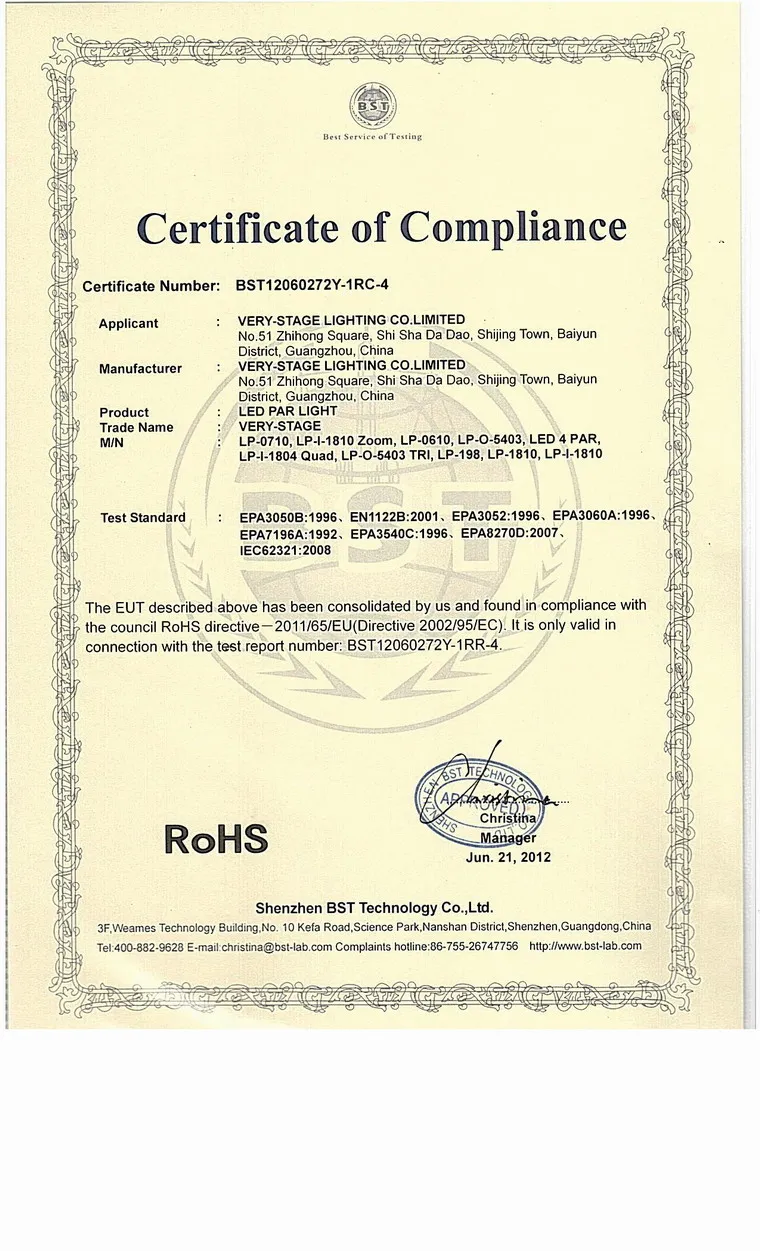 BST
Best Service of Testing
Certificate of Compliance
Certificate Number: BST12060272Y-1RC-4
Applicant : VERY-STAGE LIGHTING CO.LIMITED
No.51 Zhihong Square, Shi Sha Da Dao, Shijing Town, Baiyun
District, Guangzhou, China
Manufacturer : VERY-STAGE LIGHTING CO.LIMITED
No.51 Zhihong Square, Shi Sha Da Dao, Shijing Town, Baiyun
District, Guangzhou, China
Product : LED PAR LIGHT
Trade Name : VERY-STAGE
M/N : LP-0710, LP-I-1810 Zoom, LP-0610, LP-O-5403, LED 4 PAR,
LP-I-1804 Quad, LP-O-5403 TRI, LP-198, LP-1810, LP-I-1810
BST
Test Standard : EPA3050B:1996、EN1122B:2001、EPA3052:1996、EPA3060A:1996、
EPA7196A:1992、EPA3540C:1996、EPA8270D:2007、
IEC62321:2008
The EUT described above has been consolidated by us and found in compliance with
the council RoHS directive－2011/65/EU(Directive 2002/95/EC). It is only valid in
connection with the test report number: BST12060272Y-1RR-4.
SHENZHEN BST TECHNOLOGY CO.,LTD
APPROVED
Christina
Manager
Jun. 21, 2012
RoHS
Shenzhen BST Technology Co.,Ltd.
3F,Weames Technology Building,No. 10 Kefa Road,Science Park,Nanshan District,Shenzhen,Guangdong,China
Tel:400-882-9628 E-mail:christina@bst-lab.com Complaints hotline:86-755-26747756 http://www.bst-lab.com